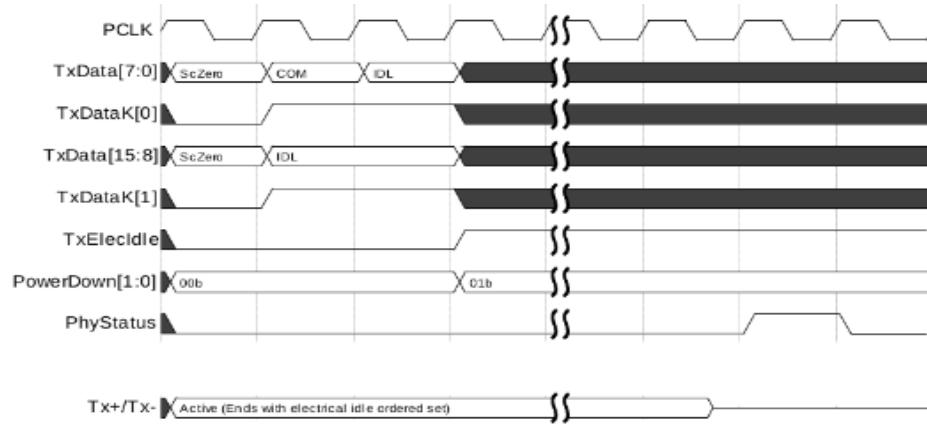 PCLK
TxData[7:0] ScZero COM IDL
TxDataK[0]
TxData[15:8] ScZero IDL
TxDataK[1]
TxElecIdle
PowerDown[1:0] 00b 01b
PhyStatus
Tx+/Tx- Active (Ends with electrical idle ordered set)